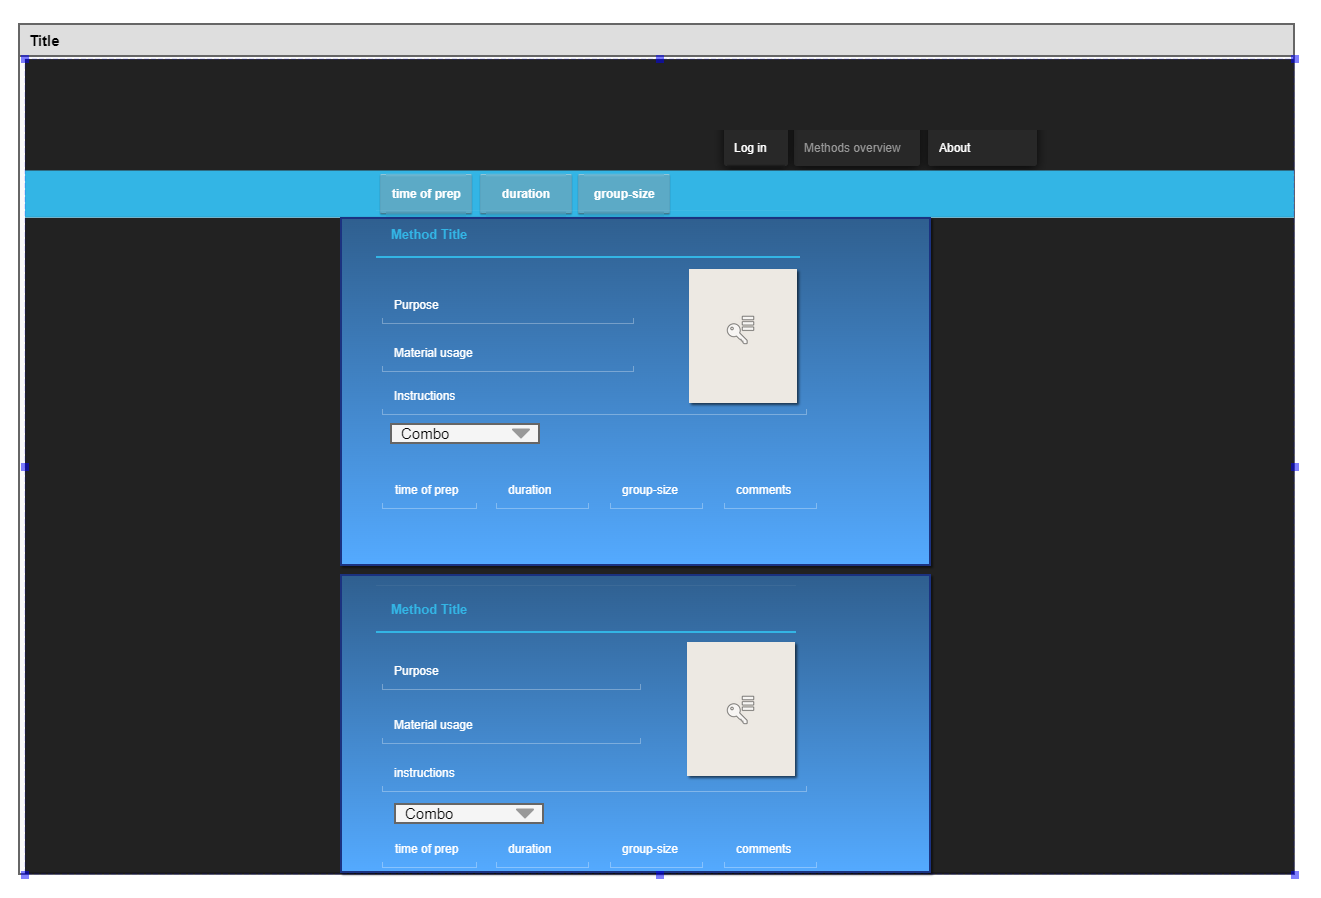 Title
Log in Methods overview About
time of prep duration group-size
Method Title
Purpose
Material usage
Instructions
Combo
time of prep duration group-size comments
Method Title
Purpose
Material usage
instructions
Combo
time of prep duration group-size comments